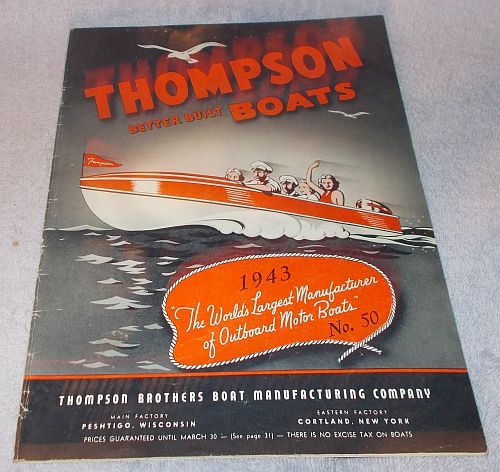 THOMPSON
BETTER BUILT BOATS
Thompson
1943
"The World's Largest Manufacturer
of Outboard Motor Boats."
No. 50
THOMPSON BROTHERS BOAT MANUFACTURING COMPANY
MAIN FACTORY
PESHTIGO, WISCONSIN
EASTERN FACTORY
CORTLAND, NEW YORK
PRICES GUARANTEED UNTIL MARCH 30 — (See page 31) — THERE IS NO EXCISE TAX ON BOATS